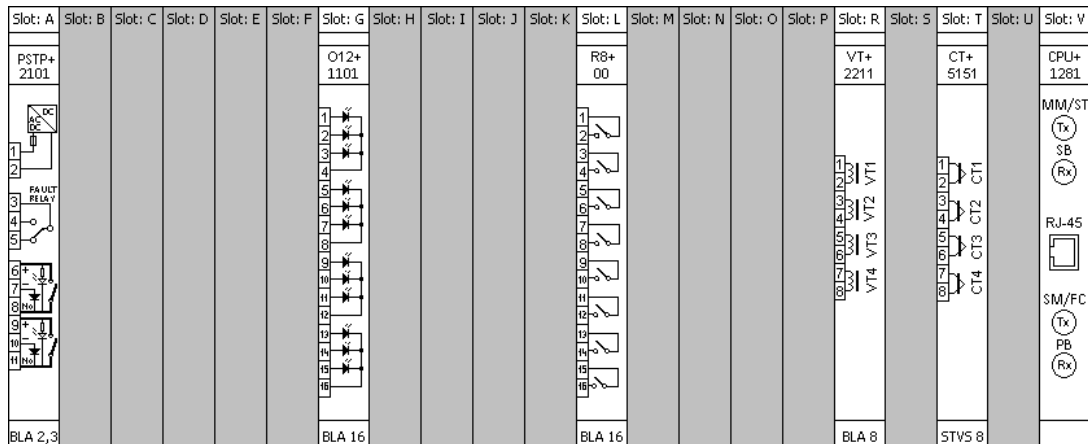 Slot: A Slot: B Slot: C Slot: D Slot: E Slot: F Slot: G Slot: H Slot: I Slot: J Slot: K Slot: L Slot: M Slot: N Slot: O Slot: P Slot: R Slot: S Slot: T Slot: U Slot: V
PSTP+
2101
AC
DC
DC
1
2
FAULT
RELAY
3
4
5
6
+
7
-
8
No
9
+
10
-
11
No
BLA 2,3
O12+
1101
1
2
3
4
5
6
7
8
9
10
11
12
13
14
15
16
BLA 16
R8+
00
1
2
3
4
5
6
7
8
9
10
11
12
13
14
15
16
BLA 16
VT+
2211
1
2
VT1
3
4
VT2
5
6
VT3
7
8
VT4
BLA 8
CT+
5151
1
2
CT1
3
4
CT2
5
6
CT3
7
8
CT4
STVS 8
CPU+
1281
MM/ST
Tx
SB
Rx
RJ-45
SM/FC
Tx
PB
Rx